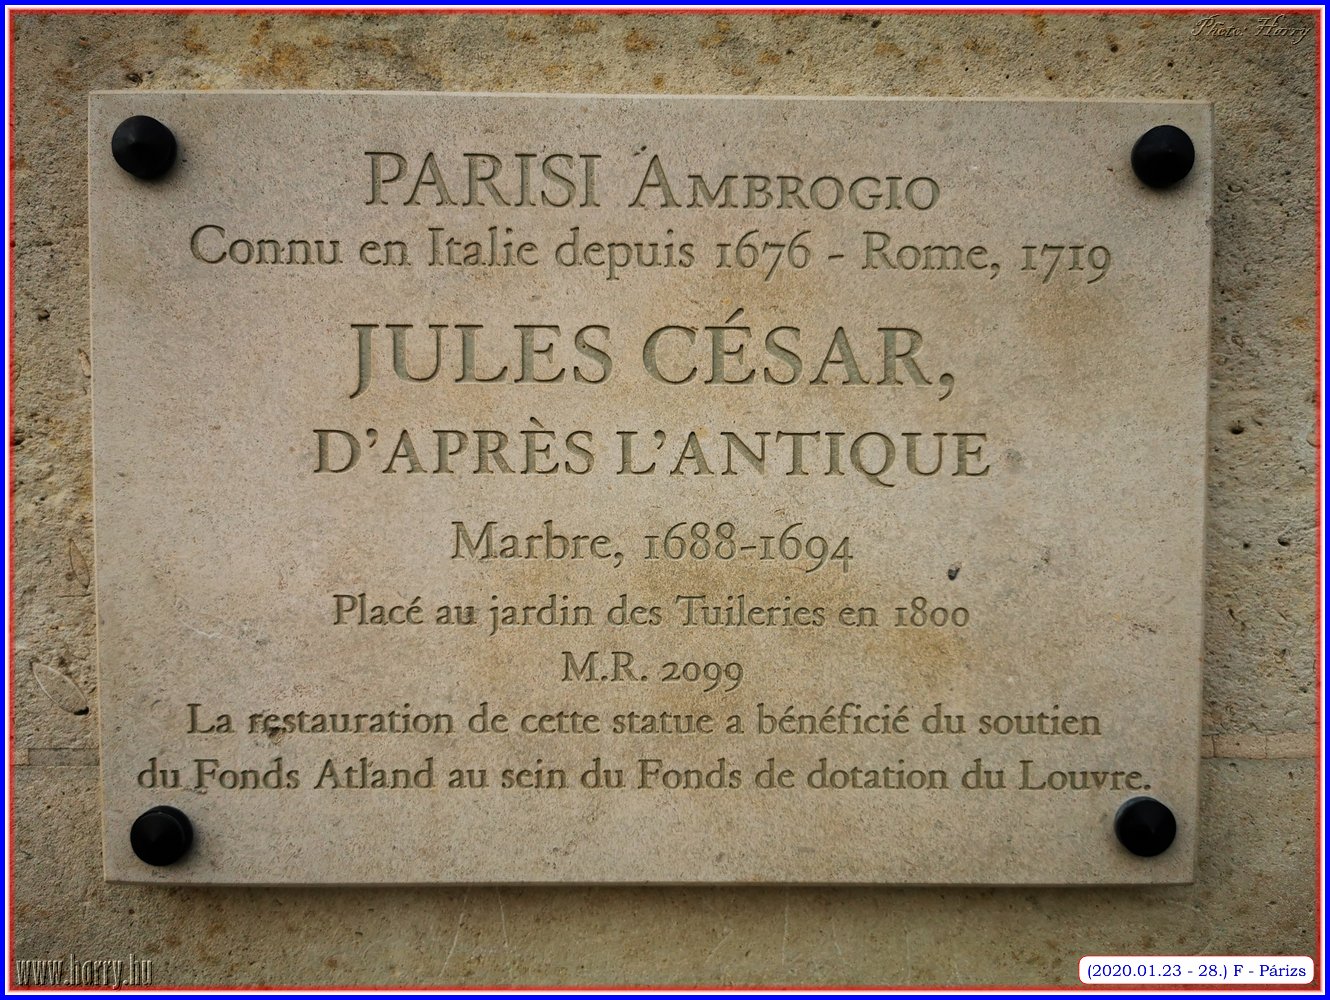 Photo: Horry
PARISI AMBROGIO
Connu en Italie depuis 1676 - Rome, 1719
JULES CÉSAR,
D'APRÈS L'ANTIQUE
Marbre, 1688-1694
Placé au jardin des Tuileries en 1800
M.R. 2099
La restauration de cette statue a bénéficié du soutien
du Fonds Atland au sein du Fonds de dotation du Louvre.
www.horry.hu
(2020.01.23 - 28.) F - Párizs